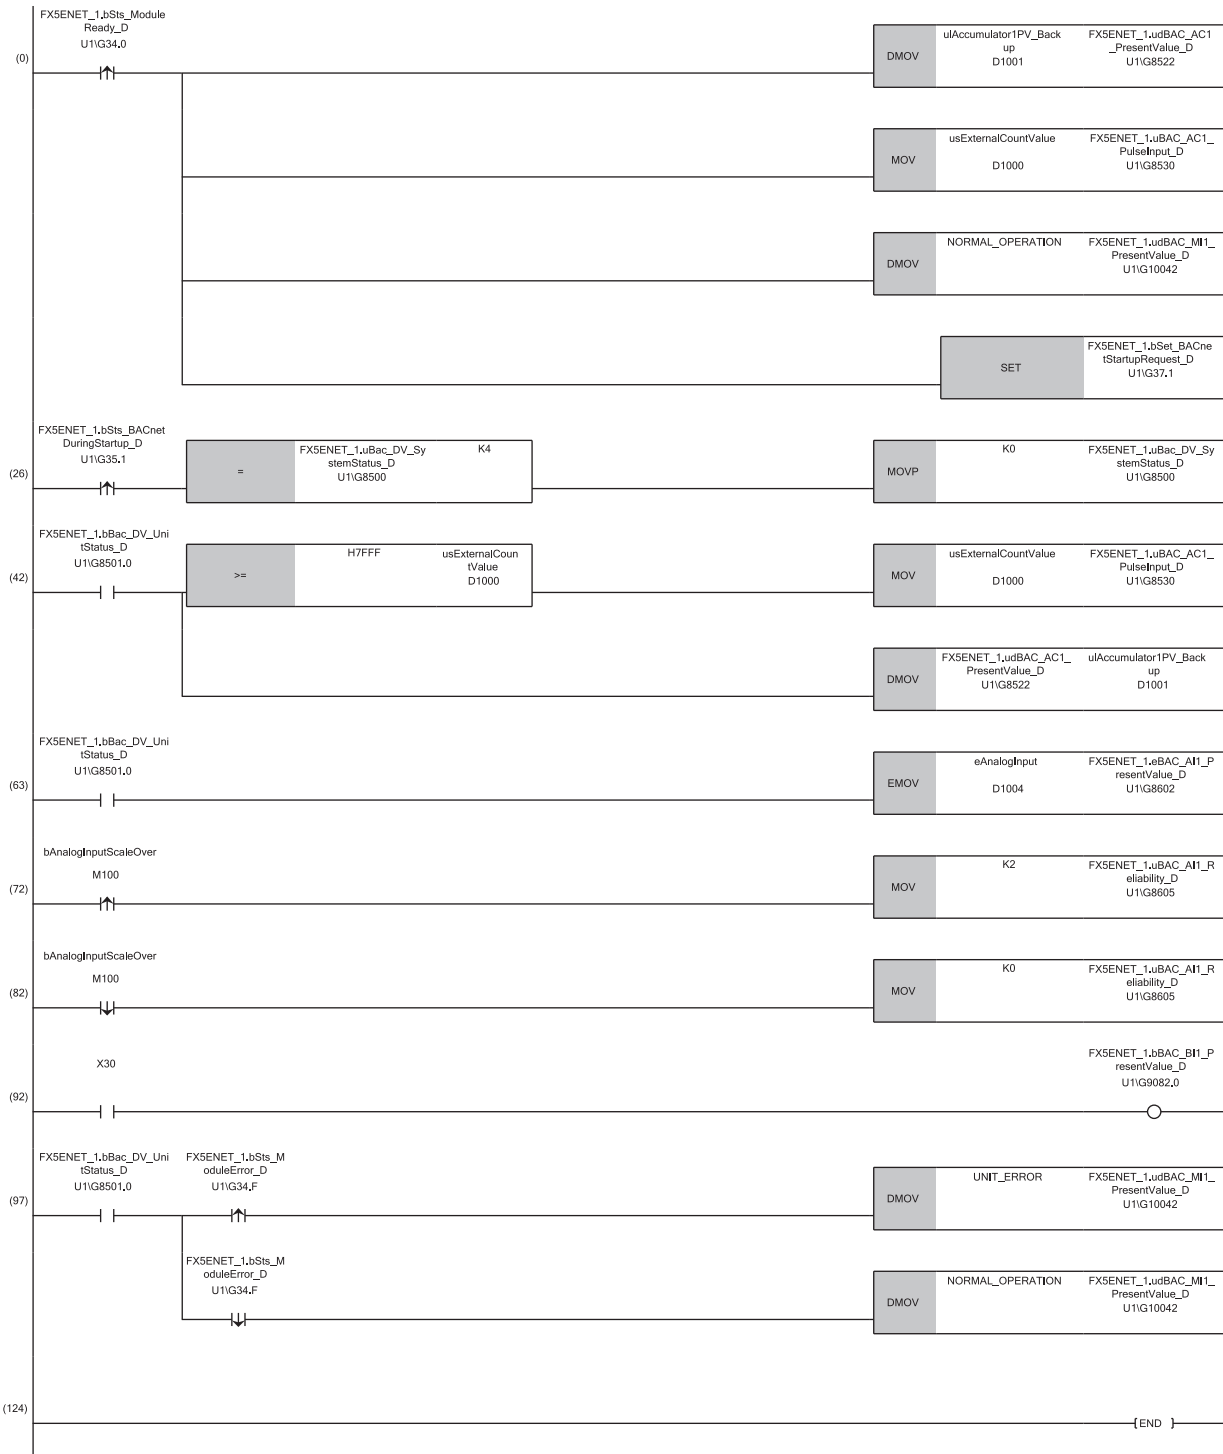 FX5ENET_1.bSts_Module
Ready_D
U1\G34.0
(0)
DMOV
ulAccumulator1PV_Back
up
D1001
FX5ENET_1.udBAC_AC1
_PresentValue_D
U1\G8522
MOV
usExternalCountValue
D1000
FX5ENET_1.uBAC_AC1_
PulseInput_D
U1\G8530
DMOV
NORMAL_OPERATION
FX5ENET_1.udBAC_MI1_
PresentValue_D
U1\G10042
SET
FX5ENET_1.bSet_BACne
tStartupRequest_D
U1\G37.1
FX5ENET_1.bSts_BACnet
DuringStartup_D
U1\G35.1
(26)
=
FX5ENET_1.uBac_DV_Sy
stemStatus_D
U1\G8500
K4
MOVP
K0
FX5ENET_1.uBac_DV_Sy
stemStatus_D
U1\G8500
FX5ENET_1.bBac_DV_Uni
tStatus_D
U1\G8501.0
(42)
>=
H7FFF
usExternalCoun
tValue
D1000
MOV
usExternalCountValue
D1000
FX5ENET_1.uBAC_AC1_
PulseInput_D
U1\G8530
DMOV
FX5ENET_1.udBAC_AC1_
PresentValue_D
U1\G8522
ulAccumulator1PV_Back
up
D1001
FX5ENET_1.bBac_DV_Uni
tStatus_D
U1\G8501.0
(63)
EMOV
eAnalogInput
D1004
FX5ENET_1.eBAC_AI1_P
resentValue_D
U1\G8602
bAnalogInputScaleOver
M100
(72)
MOV
K2
FX5ENET_1.uBAC_AI1_R
eliability_D
U1\G8605
bAnalogInputScaleOver
M100
(82)
MOV
K0
FX5ENET_1.uBAC_AI1_R
eliability_D
U1\G8605
X30
(92)
FX5ENET_1.bBAC_BI1_P
resentValue_D
U1\G9082.0
FX5ENET_1.bBac_DV_Uni
tStatus_D
U1\G8501.0
(97)
FX5ENET_1.bSts_M
oduleError_D
U1\G34.F
DMOV
UNIT_ERROR
FX5ENET_1.udBAC_MI1_
PresentValue_D
U1\G10042
FX5ENET_1.bSts_M
oduleError_D
U1\G34.F
DMOV
NORMAL_OPERATION
FX5ENET_1.udBAC_MI1_
PresentValue_D
U1\G10042
(124)
[END ]